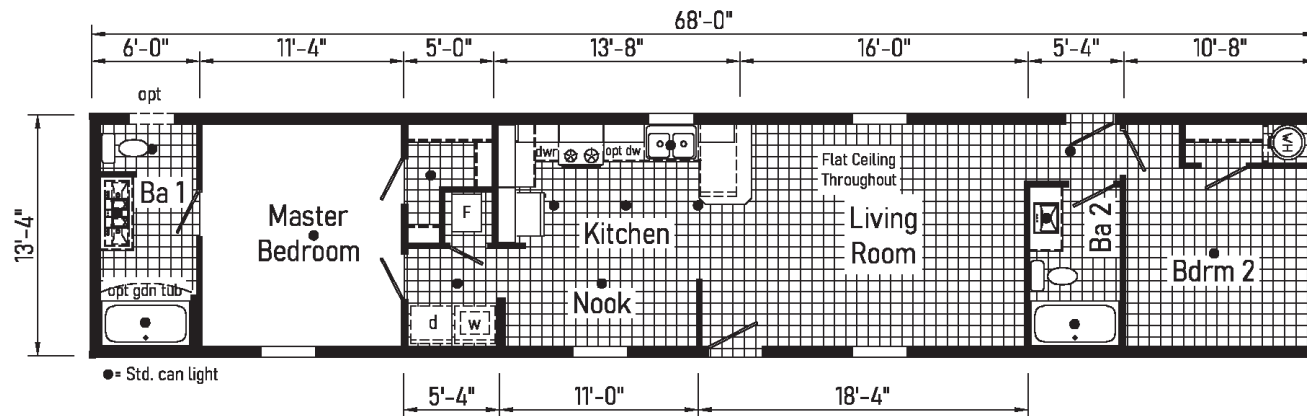 68'-0"
6'-0"
11'-4"
5'-0"
13'-8"
16'-0"
5'-4"
10'-8"
opt
13'-4"
Ba 1
opt gdn tub
Master
Bedroom
F
d
w
dwr
opt dw
Kitchen
Nook
Flat Ceiling
Throughout
Living
Room
Ba 2
WH
Bdrm 2
= Std. can light
5'-4"
11'-0"
18'-4"